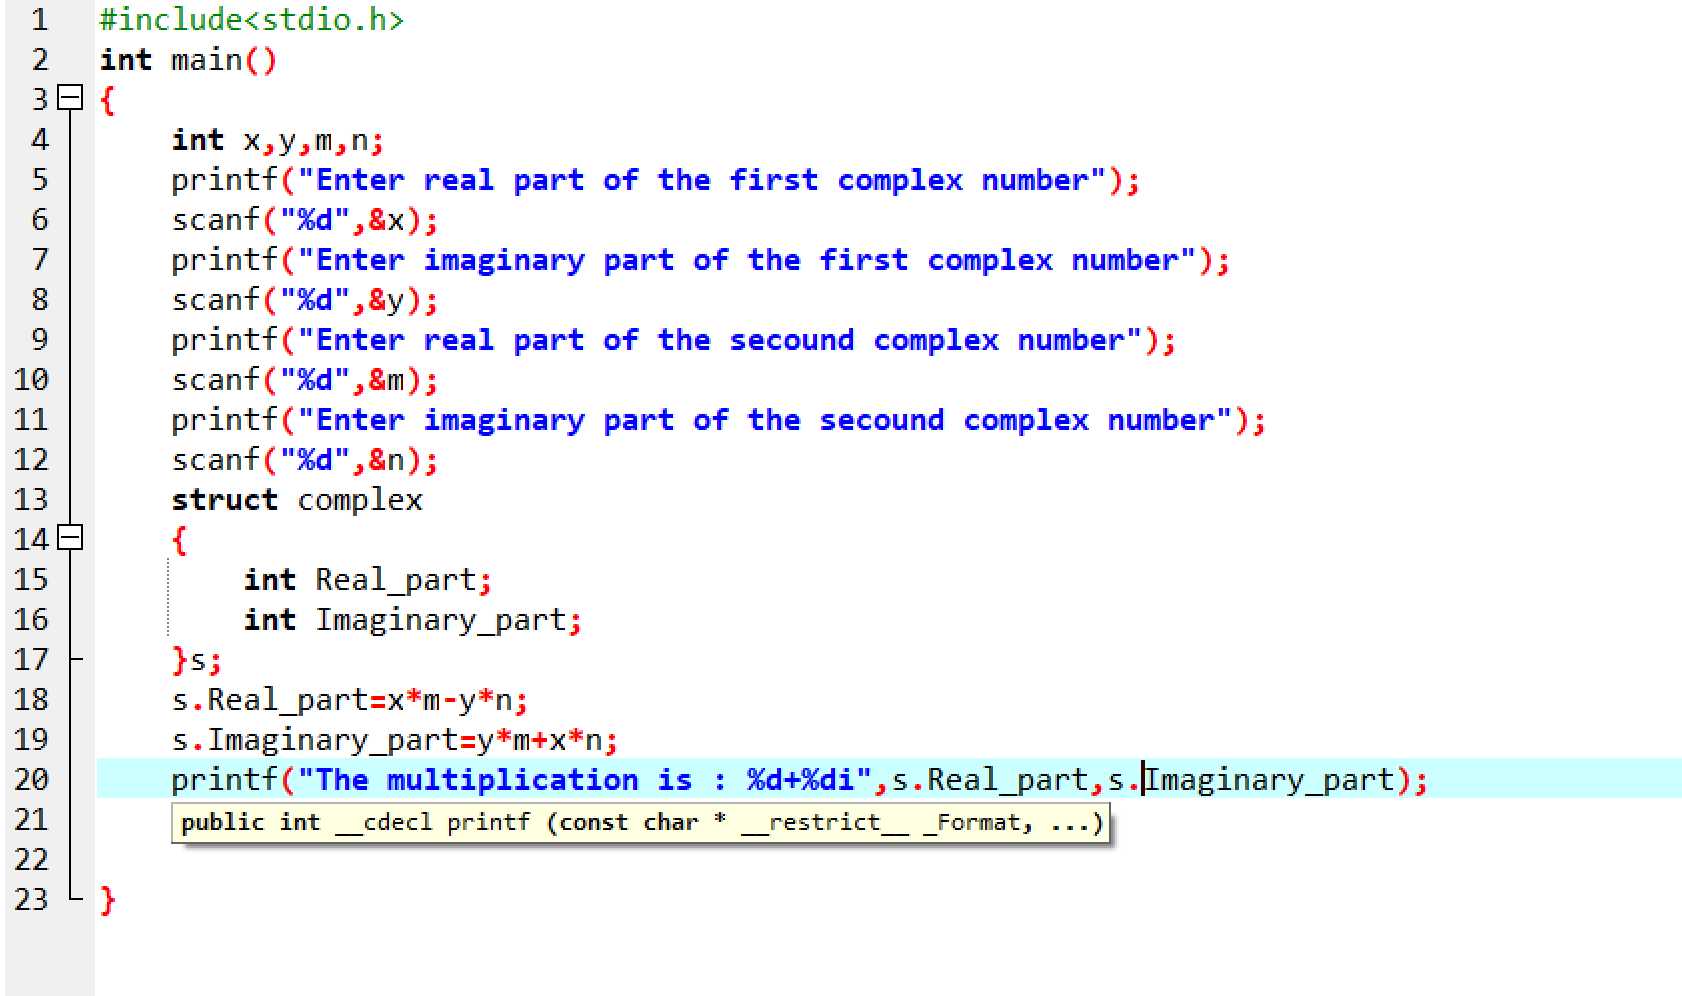 1 #include<stdio.h>
2 int main()
3 {
4 int x,y,m,n;
5 printf("Enter real part of the first complex number");
6 scanf("%d",&x);
7 printf("Enter imaginary part of the first complex number");
8 scanf("%d",&y);
9 printf("Enter real part of the secound complex number");
10 scanf("%d",&m);
11 printf("Enter imaginary part of the secound complex number");
12 scanf("%d",&n);
13 struct complex
14 {
15 int Real_part;
16 int Imaginary_part;
17 }s;
18 s.Real_part=x*m-y*n;
19 s.Imaginary_part=y*m+x*n;
20 printf("The multiplication is : %d+%di",s.Real_part,s.Imaginary_part);
21 public int __cdecl printf (const char * __restrict__ _Format, ...)
22
23 }